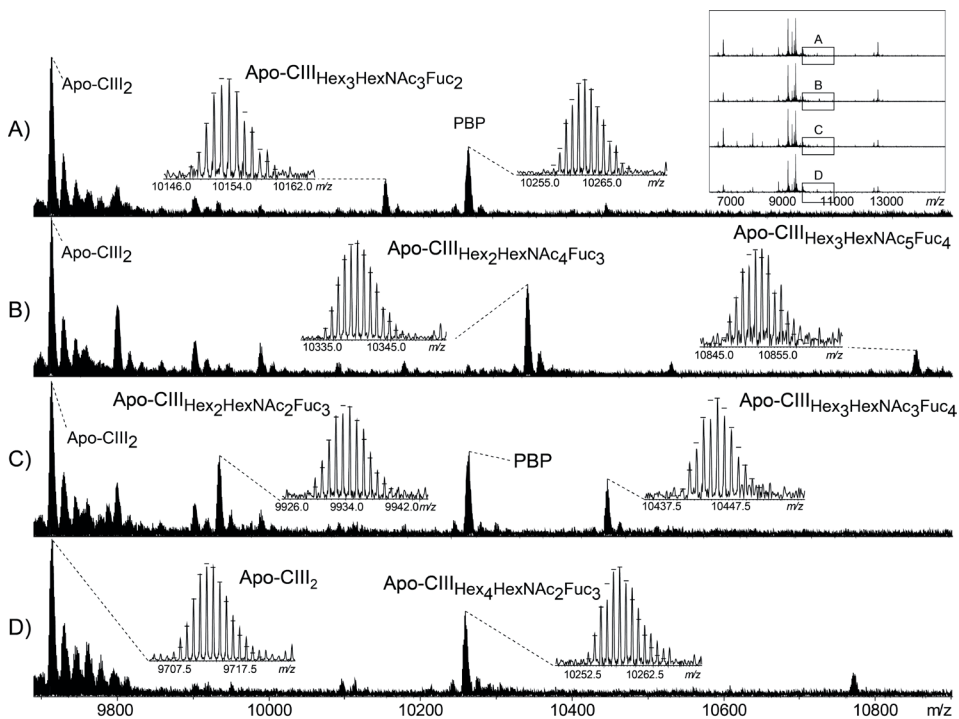 A)
Apo-CIII2
Apo-CIIIHex3HexNAc3Fuc2
10146.0 10154.0 10162.0 m/z
PBP
10255.0 10265.0 m/z
A
B
C
D
7000 9000 11000 13000 m/z
B)
Apo-CIII2
Apo-CIIIHex2HexNAc4Fuc3
10335.0 10345.0 m/z
Apo-CIIIHex3HexNAc5Fuc4
10845.0 10855.0 m/z
C)
Apo-CIII2
Apo-CIIIHex2HexNAc2Fuc3
9926.0 9934.0 9942.0 m/z
PBP
Apo-CIIIHex3HexNAc3Fuc4
10437.5 10447.5 m/z
D)
Apo-CIII2
9707.5 9717.5 m/z
Apo-CIIIHex4HexNAc2Fuc3
10252.5 10262.5 m/z
9800 10000 10200 10400 10600 10800 m/z